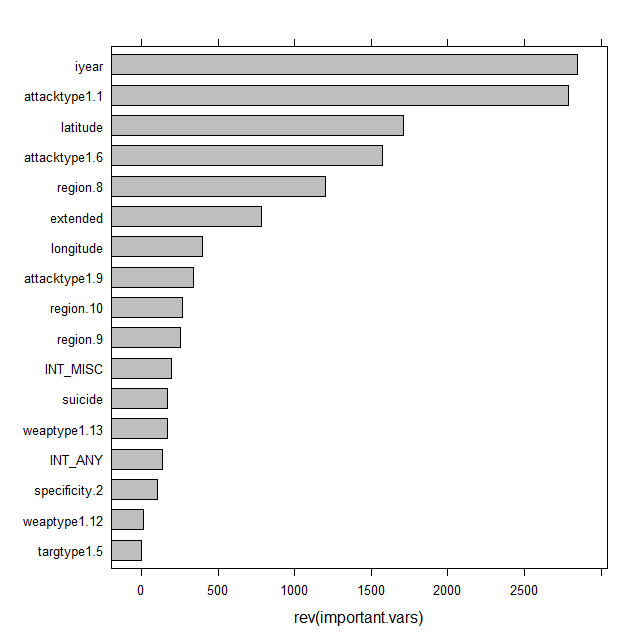 iyear
attacktype1.1
latitude
attacktype1.6
region.8
extended
longitude
attacktype1.9
region.10
region.9
INT_MISC
suicide
weaptype1.13
INT_ANY
specificity.2
weaptype1.12
targtype1.5
0 500 1000 1500 2000 2500
rev(important.vars)